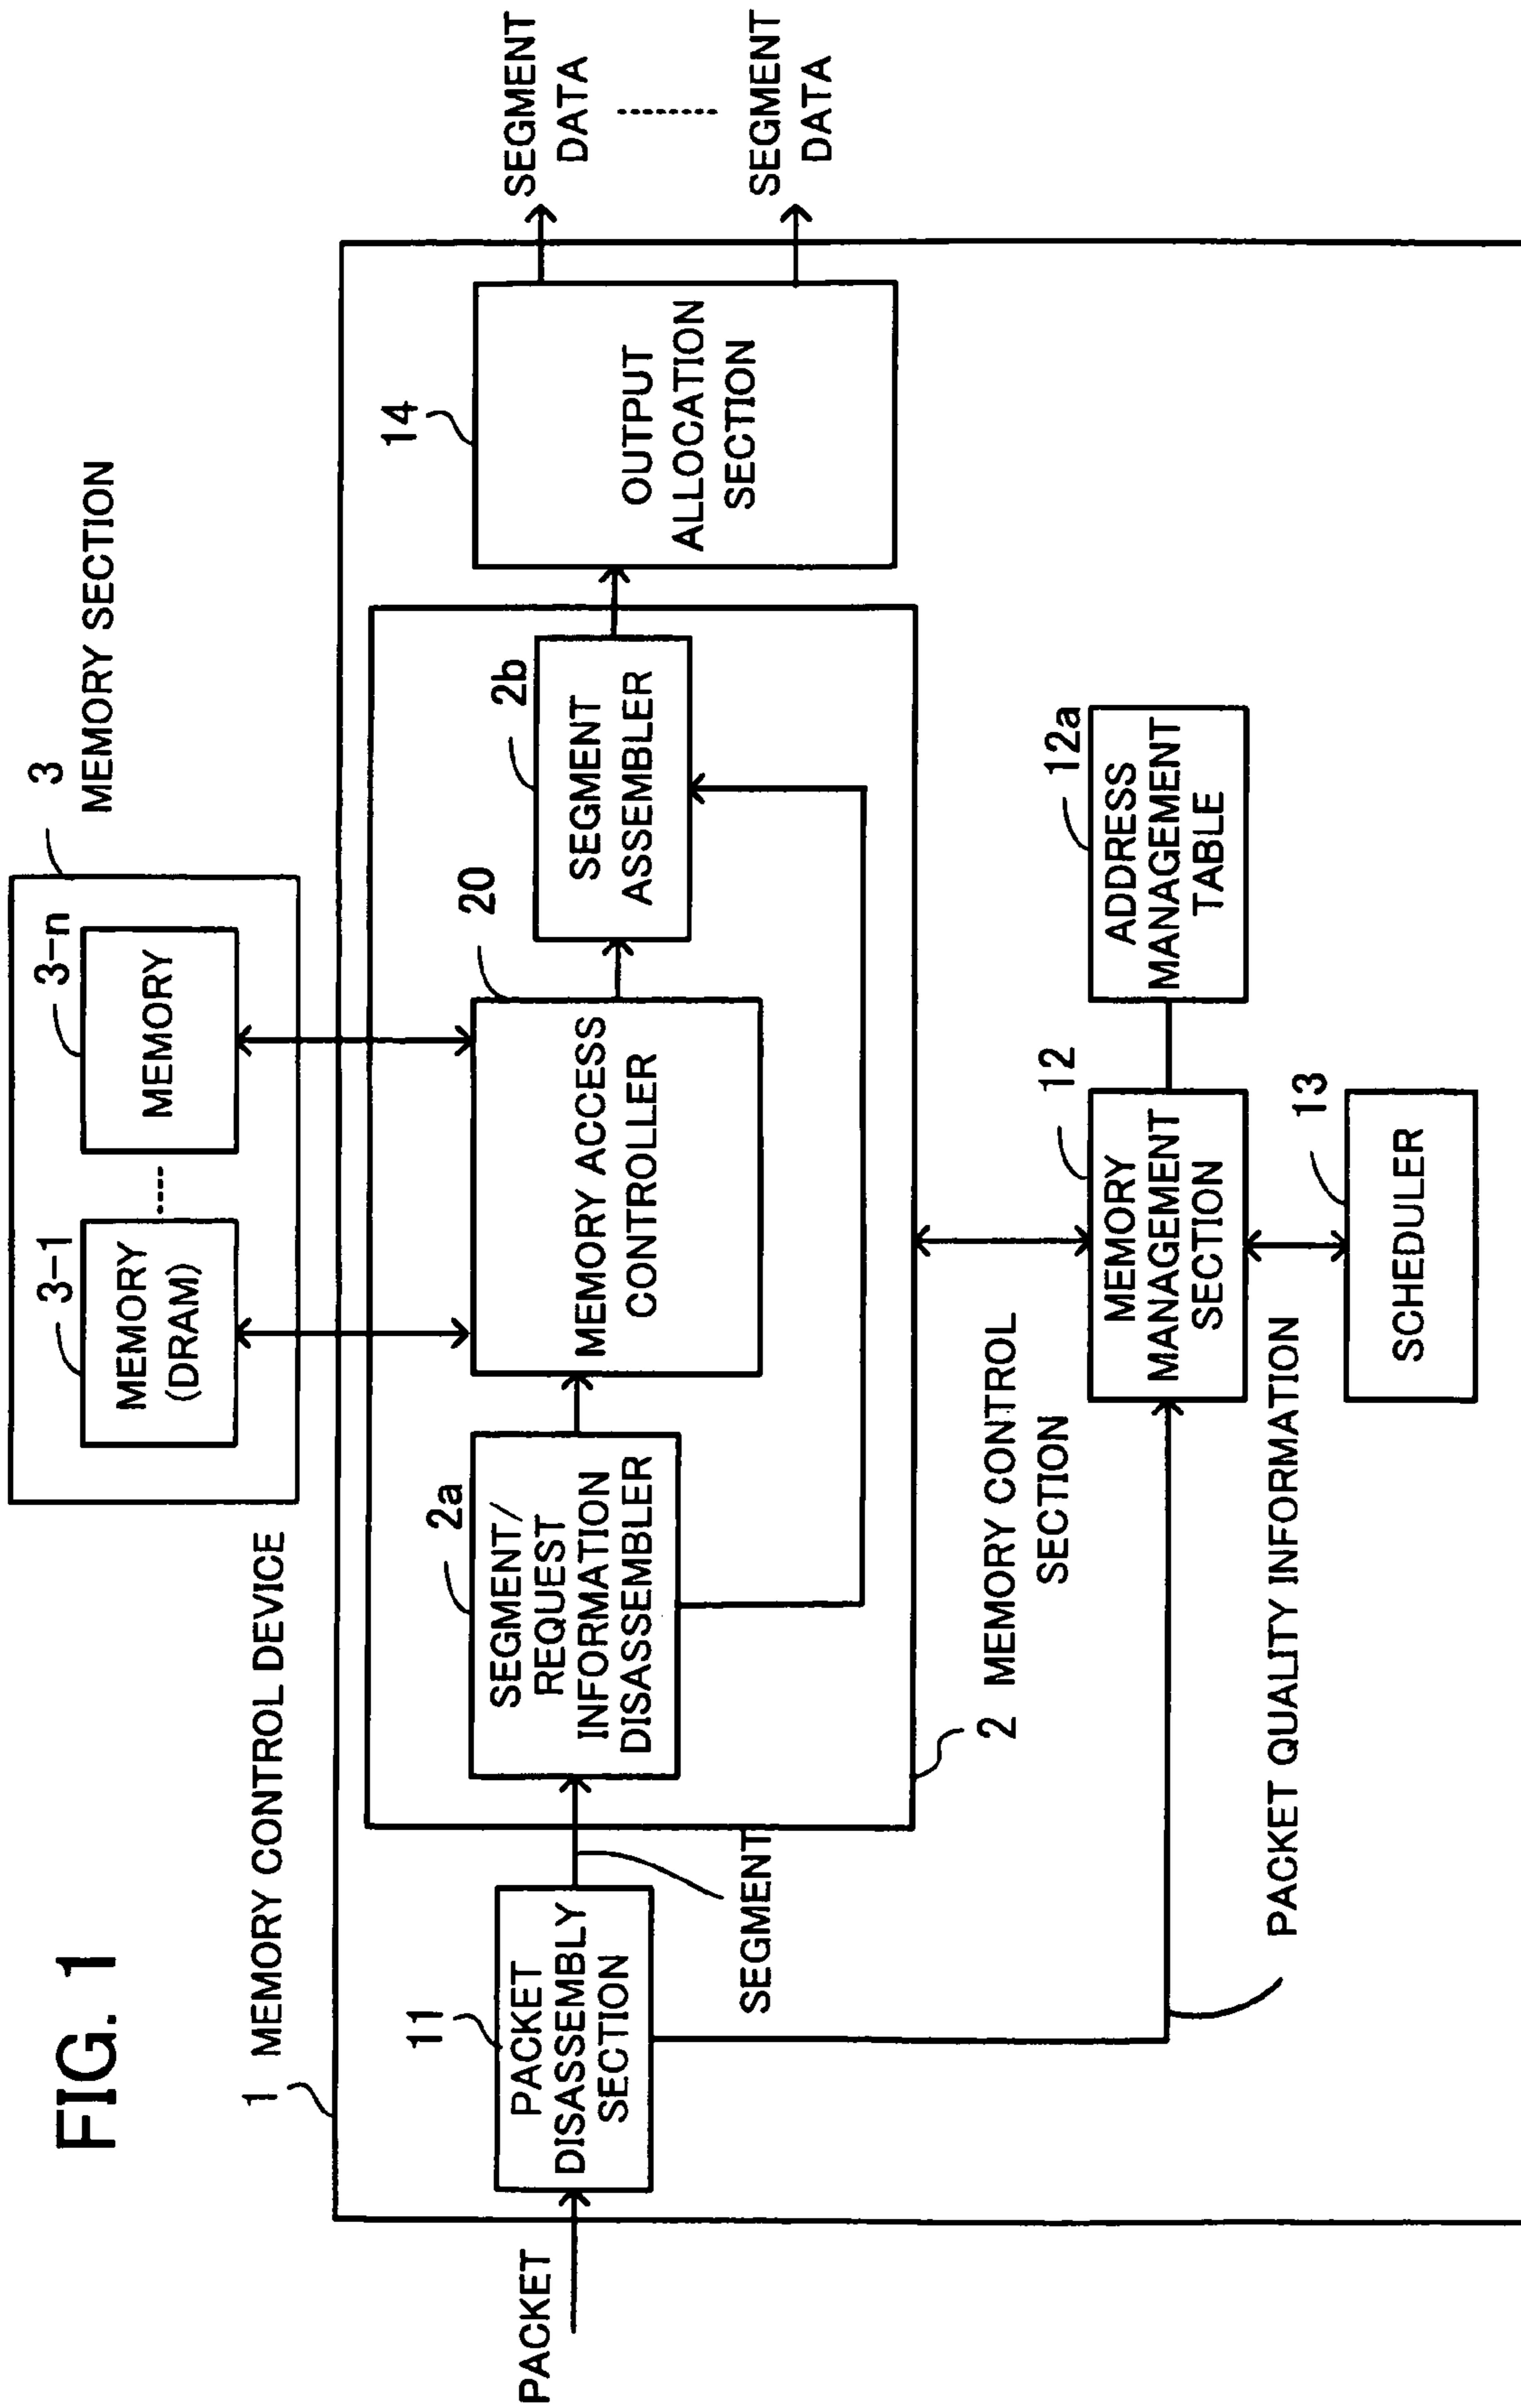 FIG. 1
3
MEMORY SECTION
3-1
MEMORY
(DRAM)
3-n
MEMORY
1
MEMORY CONTROL DEVICE
PACKET
11
PACKET
DISASSEMBLY
SECTION
SEGMENT
2a
SEGMENT/
REQUEST
INFORMATION
DISASSEMBLER
20
MEMORY ACCESS
CONTROLLER
2b
SEGMENT
ASSEMBLER
14
OUTPUT
ALLOCATION
SECTION
SEGMENT
DATA
SEGMENT
DATA
2 MEMORY CONTROL
SECTION
12
MEMORY
MANAGEMENT
SECTION
12a
ADDRESS
MANAGEMENT
TABLE
PACKET QUALITY INFORMATION
13
SCHEDULER